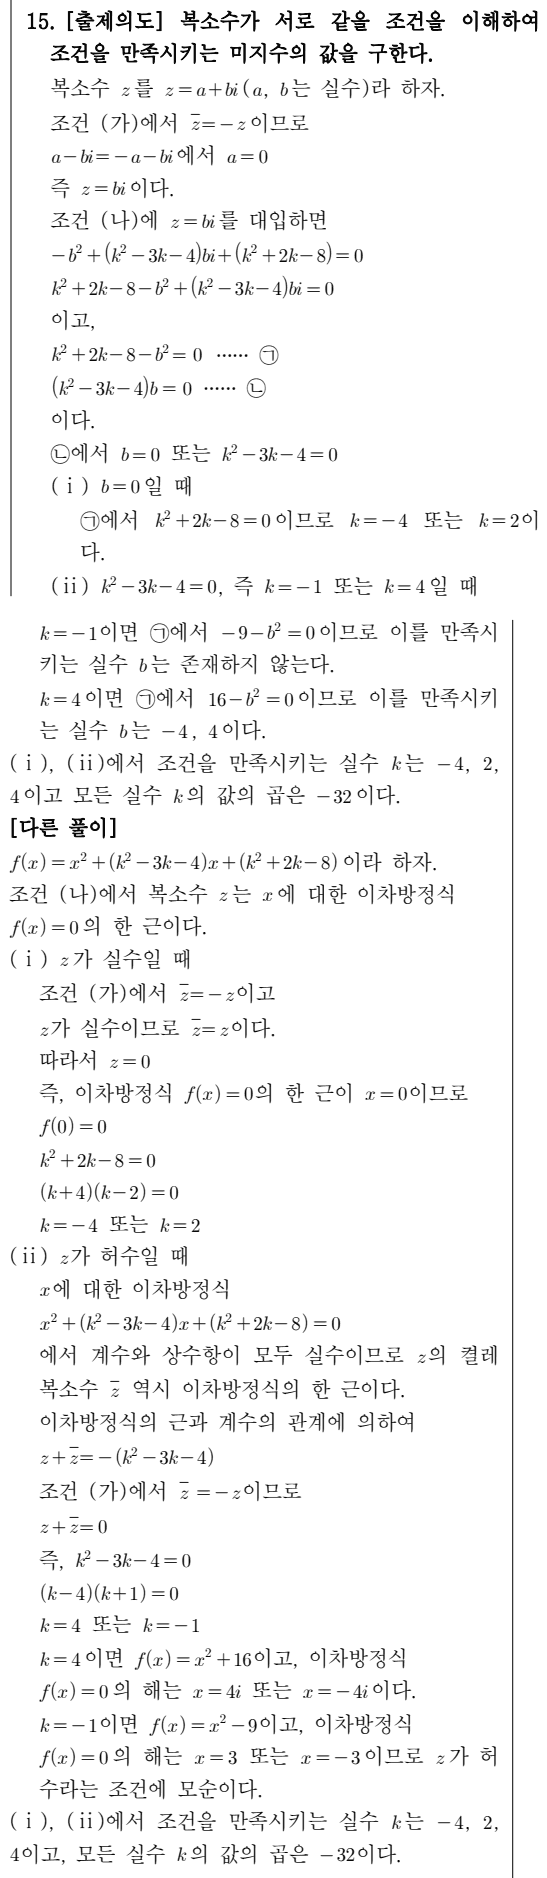 15. [출제의도] 복소수가 서로 같을 조건을 이해하여
조건을 만족시키는 미지수의 값을 구한다.
복소수 z를 z=a+bi(a, b는 실수)라 하자.
조건 (가)에서 z̄=-z이므로
a-bi=-a-bi에서 a=0
즉 z=bi이다.
조건 (나)에 z=bi를 대입하면
-b²+(k²-3k-4)bi+(k²+2k-8)=0
k²+2k-8-b²+(k²-3k-4)bi=0
이고,
k²+2k-8-b²=0 ······ ㉠
(k²-3k-4)b=0 ······ ㉡
이다.
㉡에서 b=0 또는 k²-3k-4=0
(ⅰ) b=0일 때
㉠에서 k²+2k-8=0이므로 k=-4 또는 k=2이
다.
(ⅱ) k²-3k-4=0, 즉 k=-1 또는 k=4일 때
k=-1이면 ㉠에서 -9-b²=0이므로 이를 만족시
키는 실수 b는 존재하지 않는다.
k=4이면 ㉠에서 16-b²=0이므로 이를 만족시키
는 실수 b는 -4, 4이다.
(ⅰ), (ⅱ)에서 조건을 만족시키는 실수 k는 -4, 2,
4이고 모든 실수 k의 값의 곱은 -32이다.
[다른 풀이]
f(x)=x²+(k²-3k-4)x+(k²+2k-8)이라 하자.
조건 (나)에서 복소수 z는 x에 대한 이차방정식
f(x)=0의 한 근이다.
(ⅰ) z가 실수일 때
조건 (가)에서 z̄=-z이고
z가 실수이므로 z̄=z이다.
따라서 z=0
즉, 이차방정식 f(x)=0의 한 근이 x=0이므로
f(0)=0
k²+2k-8=0
(k+4)(k-2)=0
k=-4 또는 k=2
(ⅱ) z가 허수일 때
x에 대한 이차방정식
x²+(k²-3k-4)x+(k²+2k-8)=0
에서 계수와 상수항이 모두 실수이므로 z의 켤레
복소수 z̄ 역시 이차방정식의 한 근이다.
이차방정식의 근과 계수의 관계에 의하여
z+z̄=-(k²-3k-4)
조건 (가)에서 z̄=-z이므로
z+z̄=0
즉, k²-3k-4=0
(k-4)(k+1)=0
k=4 또는 k=-1
k=4이면 f(x)=x²+16이고, 이차방정식
f(x)=0의 해는 x=4i 또는 x=-4i이다.
k=-1이면 f(x)=x²-9이고, 이차방정식
f(x)=0의 해는 x=3 또는 x=-3이므로 z가 허
수라는 조건에 모순이다.
(ⅰ), (ⅱ)에서 조건을 만족시키는 실수 k는 -4, 2,
4이고, 모든 실수 k의 값의 곱은 -32이다.